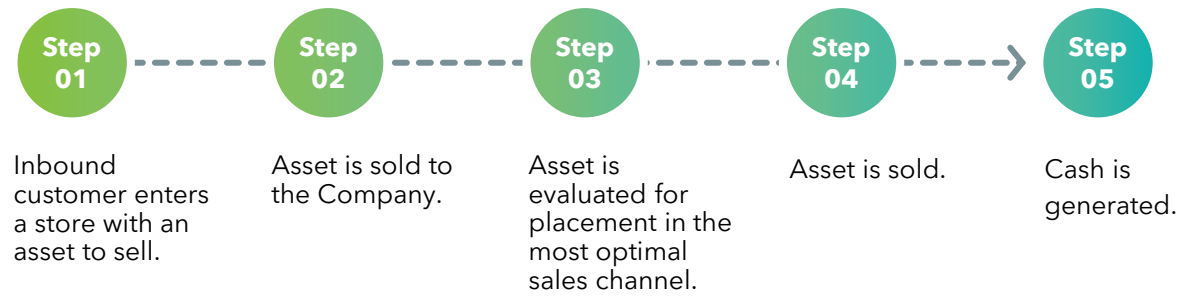 Step
01
Step
02
Step
03
Step
04
Step
05
Inbound
customer enters
a store with an
asset to sell.
Asset is sold to
the Company.
Asset is
evaluated for
placement in the
most optimal
sales channel.
Asset is sold.
Cash is
generated.